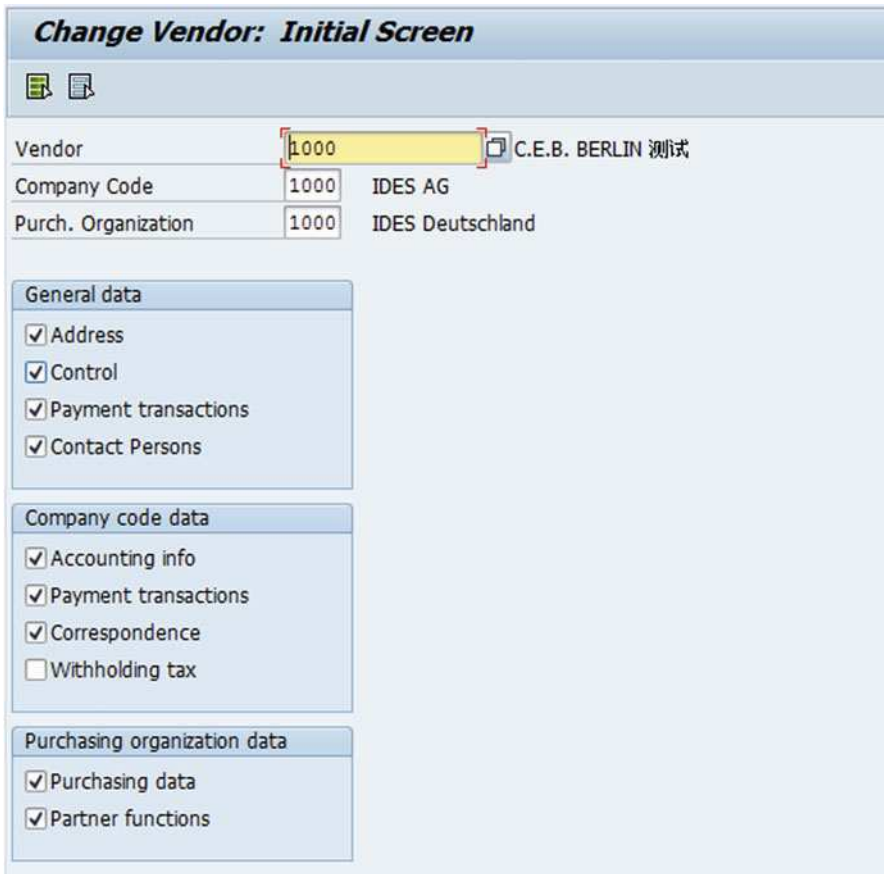 Change Vendor: Initial Screen
Vendor 1000 C.E.B. BERLIN 测试
Company Code 1000 IDES AG
Purch. Organization 1000 IDES Deutschland
General data
Address
Control
Payment transactions
Contact Persons
Company code data
Accounting info
Payment transactions
Correspondence
Withholding tax
Purchasing organization data
Purchasing data
Partner functions